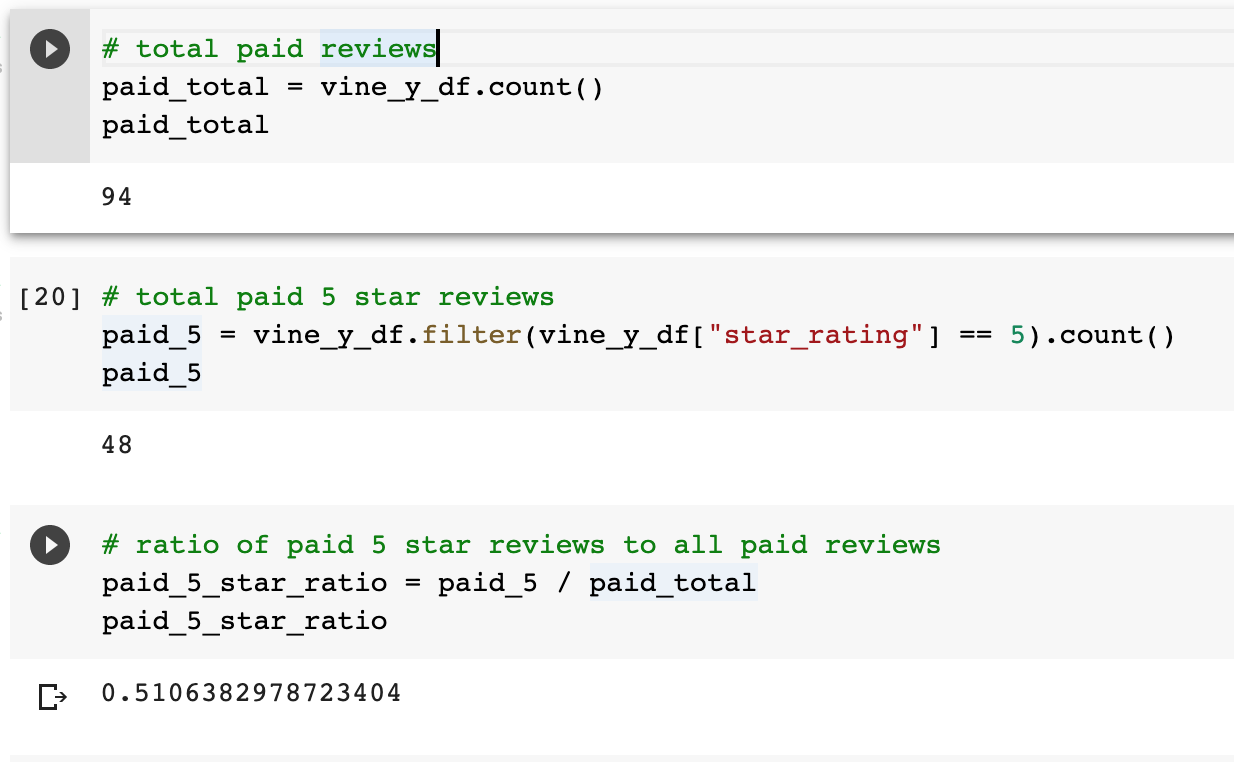 # total paid reviews
paid_total = vine_y_df.count()
paid_total
94
[20] # total paid 5 star reviews
paid_5 = vine_y_df.filter(vine_y_df["star_rating"] == 5).count()
paid_5
48
# ratio of paid 5 star reviews to all paid reviews
paid_5_star_ratio = paid_5 / paid_total
paid_5_star_ratio
0.5106382978723404